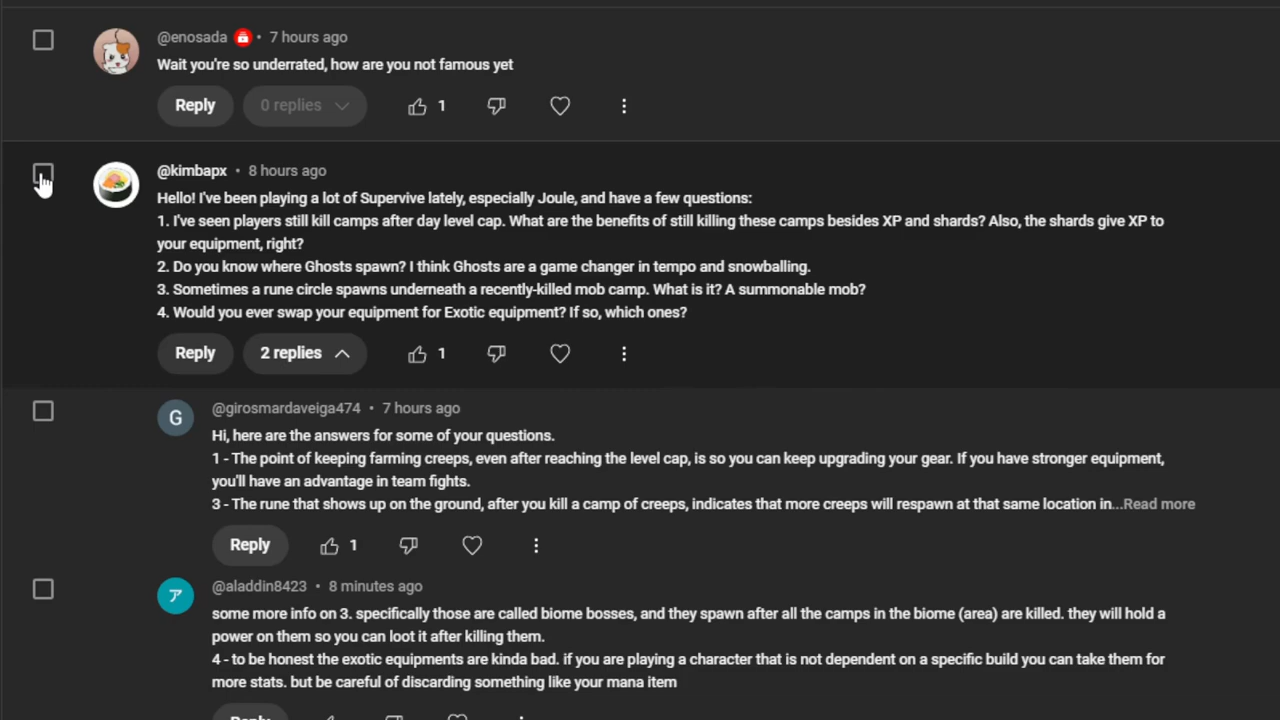 @enosada • 7 hours ago
Wait you're so underrated, how are you not famous yet
Reply 0 replies 1
@kimbapx • 8 hours ago
Hello! I've been playing a lot of Supervive lately, especially Joule, and have a few questions:
1. I've seen players still kill camps after day level cap. What are the benefits of still killing these camps besides XP and shards? Also, the shards give XP to
your equipment, right?
2. Do you know where Ghosts spawn? I think Ghosts are a game changer in tempo and snowballing.
3. Sometimes a rune circle spawns underneath a recently-killed mob camp. What is it? A summonable mob?
4. Would you ever swap your equipment for Exotic equipment? If so, which ones?
Reply 2 replies 1
G
@girosmardaveiga474 • 7 hours ago
Hi, here are the answers for some of your questions.
1 - The point of keeping farming creeps, even after reaching the level cap, is so you can keep upgrading your gear. If you have stronger equipment,
you'll have an advantage in team fights.
3 - The rune that shows up on the ground, after you kill a camp of creeps, indicates that more creeps will respawn at that same location in...Read more
Reply 1
ア
@aladdin8423 • 8 minutes ago
some more info on 3. specifically those are called biome bosses, and they spawn after all the camps in the biome (area) are killed. they will hold a
power on them so you can loot it after killing them.
4 - to be honest the exotic equipments are kinda bad. if you are playing a character that is not dependent on a specific build you can take them for
more stats. but be careful of discarding something like your mana item
Reply